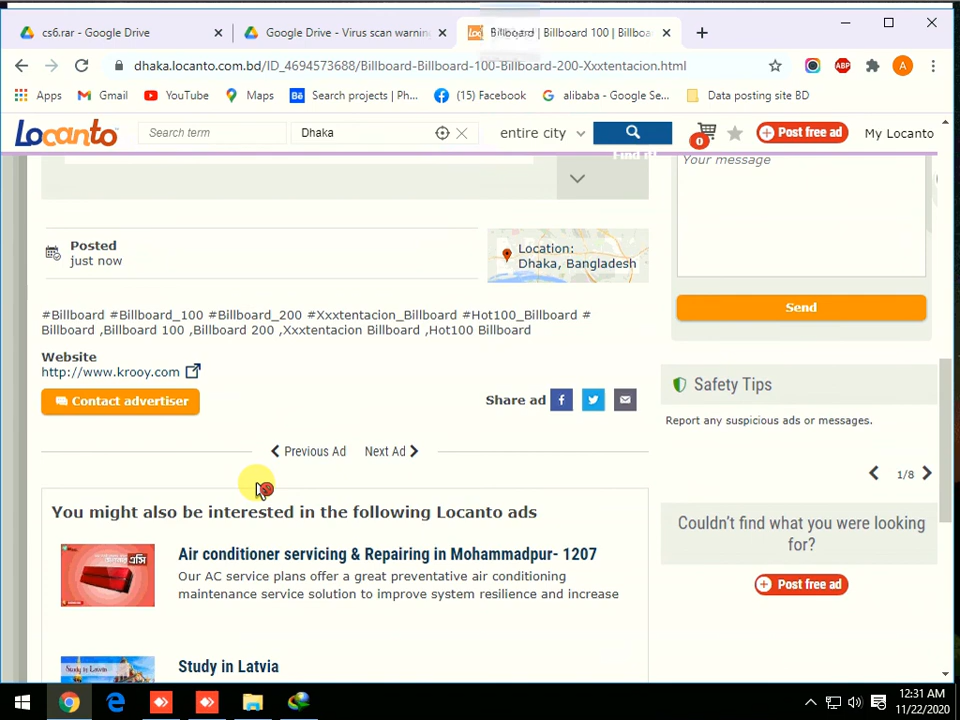 cs6.rar - Google Drive
Google Drive - Virus scan warnin
Billboard | Billboard 100 | Billboa
dhaka.locanto.com.bd/ID_4694573688/Billboard-Billboard-100-Billboard-200-Xxxtentacion.html
ABP
A
Apps
Gmail
YouTube
Maps
Bē
Search projects | Ph...
(15) Facebook
alibaba - Google Se...
Data posting site BD
Locanto
Search term
Dhaka
entire city
0
Post free ad
My Locanto
Find it!
Your message
Posted
just now
Location:
Dhaka, Bangladesh
#Billboard #Billboard_100 #Billboard_200 #Xxxtentacion_Billboard #Hot100_Billboard #
Billboard ,Billboard 100 ,Billboard 200 ,Xxxtentacion Billboard ,Hot100 Billboard
Send
Website
http://www.krooy.com
Contact advertiser
Share ad
Safety Tips
Report any suspicious ads or messages.
Previous Ad
Next Ad
1/8
You might also be interested in the following Locanto ads
Couldn't find what you were looking
for?
Post free ad
Air conditioner servicing & Repairing in Mohammadpur- 1207
Our AC service plans offer a great preventative air conditioning
maintenance service solution to improve system resilience and increase
Study in Latvia
Study in Latvia
12:31 AM
11/22/2020